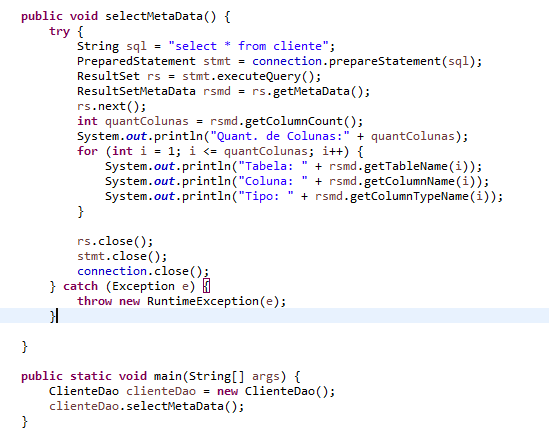 public void selectMetaData() {
try {
String sql = "select * from cliente";
PreparedStatement stmt = connection.prepareStatement(sql);
ResultSet rs = stmt.executeQuery();
ResultSetMetaData rsmd = rs.getMetaData();
rs.next();
int quantColunas = rsmd.getColumnCount();
System.out.println("Quant. de Colunas:" + quantColunas);
for (int i = 1; i <= quantColunas; i++) {
System.out.println("Tabela: " + rsmd.getTableName(i));
System.out.println("Coluna: " + rsmd.getColumnName(i));
System.out.println("Tipo: " + rsmd.getColumnTypeName(i));
}
rs.close();
stmt.close();
connection.close();
} catch (Exception e) {
throw new RuntimeException(e);
}
}
public static void main(String[] args) {
ClienteDao clienteDao = new ClienteDao();
clienteDao.selectMetaData();
}